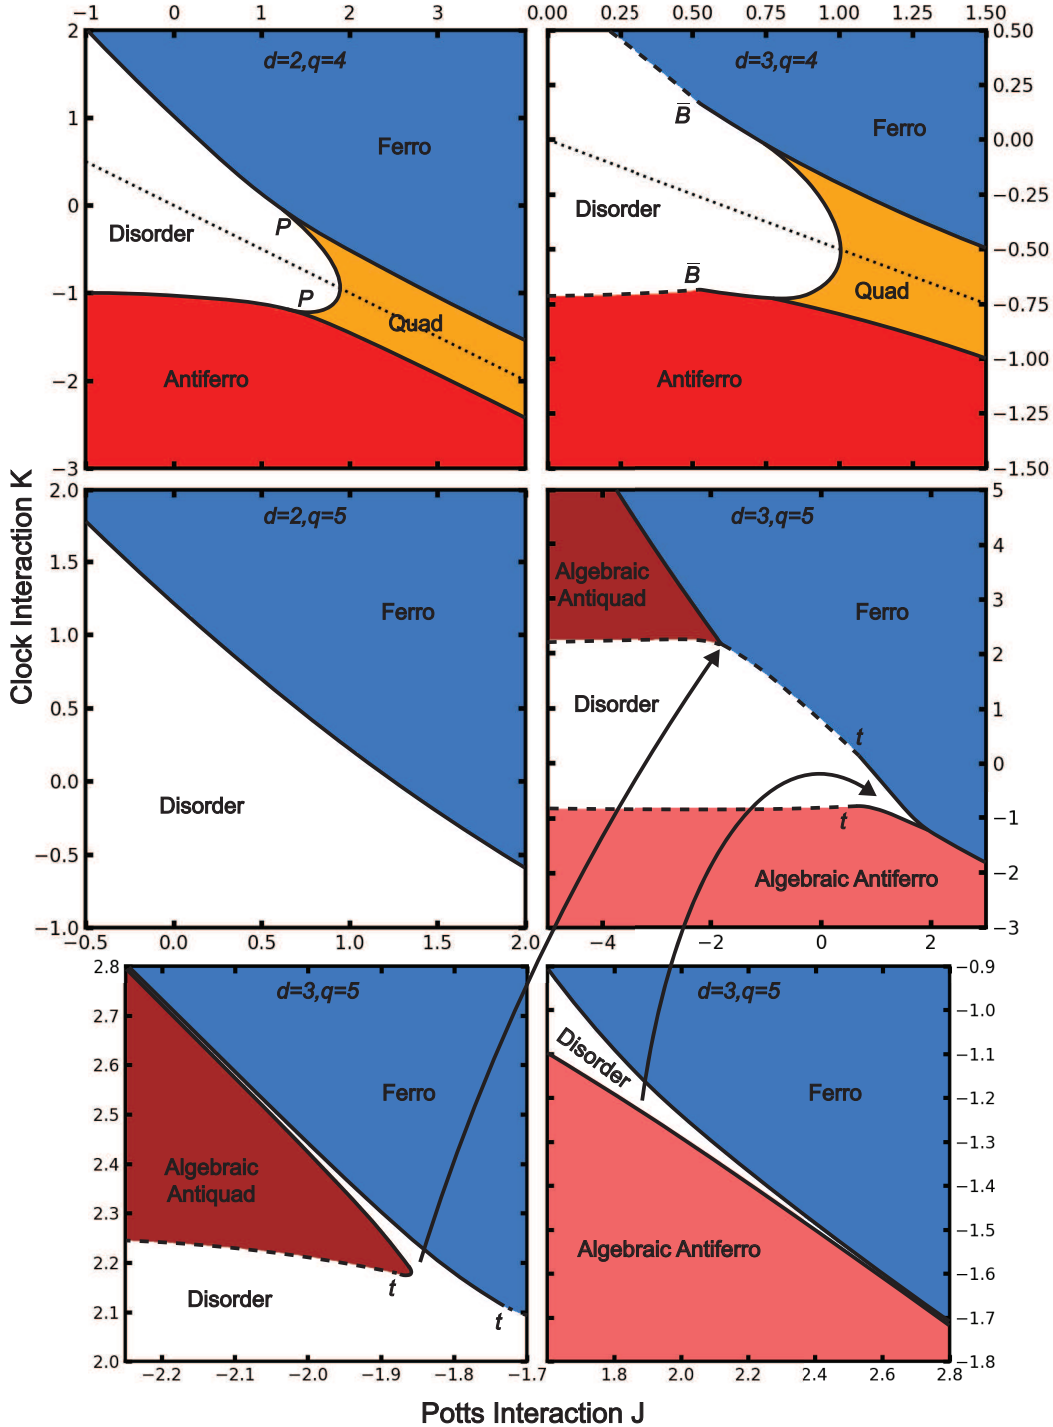 −1 0 1 2 3
0.00 0.25 0.50 0.75 1.00 1.25 1.50
2
1
0
−1
−2
−3
d=2,q=4
Ferro
Disorder
P
P
Quad
Antiferro
d=3,q=4
B̅
Ferro
Disorder
B̅
Quad
Antiferro
0.50
0.25
0.00
−0.25
−0.50
−0.75
−1.00
−1.25
−1.50
Clock Interaction K
2.0
1.5
1.0
0.5
0.0
−0.5
−1.0
d=2,q=5
Ferro
Disorder
−0.5 0.0 0.5 1.0 1.5 2.0
d=3,q=5
Algebraic
Antiquad
Ferro
Disorder
t
t
Algebraic Antiferro
5
4
3
2
1
0
−1
−2
−3
−4 −2 0 2
2.8
2.7
2.6
2.5
2.4
2.3
2.2
2.1
2.0
d=3,q=5
Ferro
Algebraic
Antiquad
t
Disorder
t
−2.2 −2.1 −2.0 −1.9 −1.8 −1.7
d=3,q=5
Disorder
Ferro
Algebraic Antiferro
−0.9
−1.0
−1.1
−1.2
−1.3
−1.4
−1.5
−1.6
−1.7
−1.8
1.8 2.0 2.2 2.4 2.6 2.8
Potts Interaction J